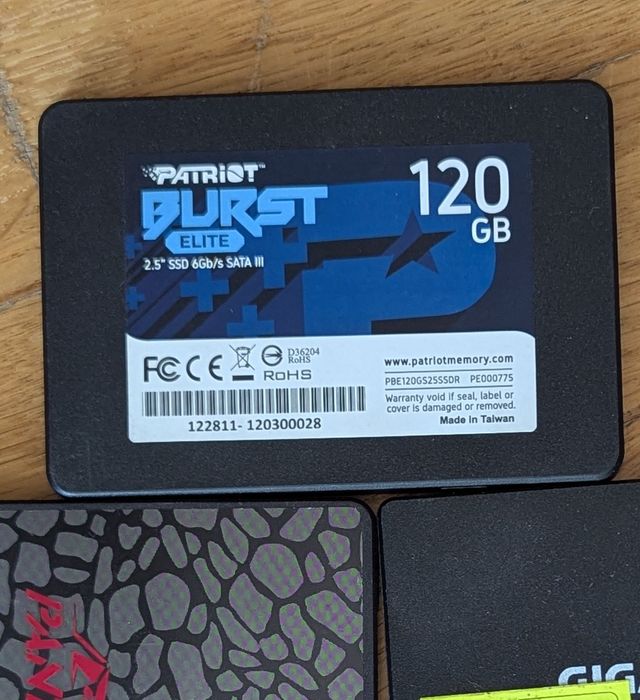 PATRIOT™
BURST
ELITE
2.5" SSD 6Gb/s SATA III
120
GB
FC CE
D36204
RoHS
RoHS
122811- 120300028
www.patriotmemory.com
PBE120GS25SSDR PE000775
Warranty void if seal, label or
cover is damaged or removed.
Made in Taiwan